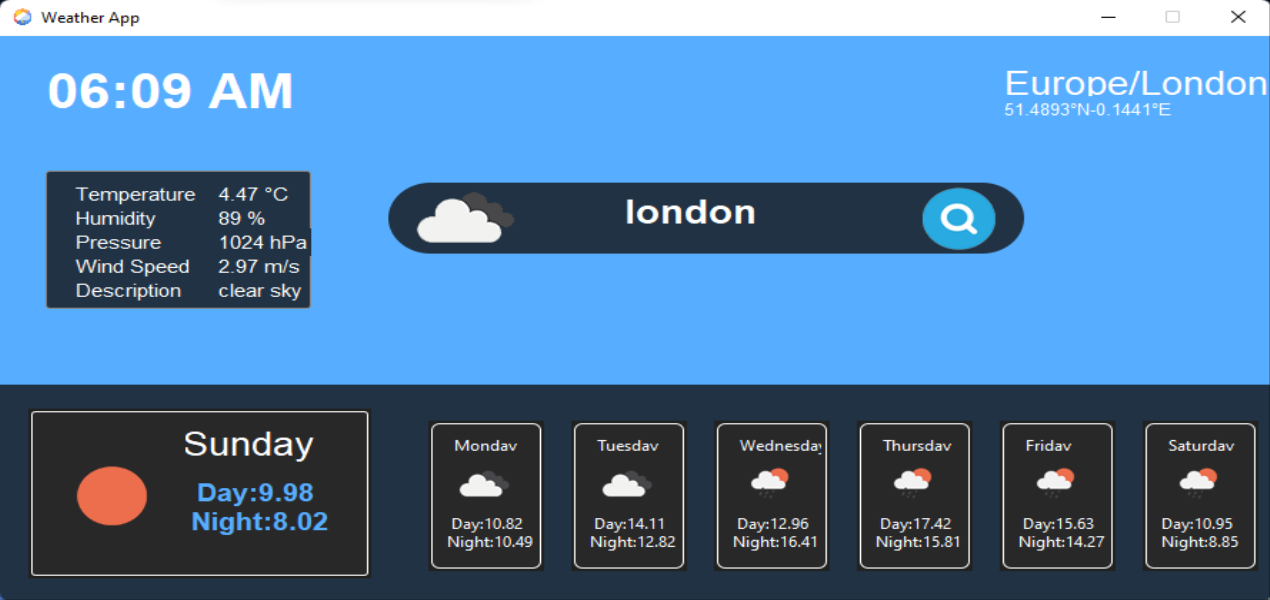 Weather App
06:09 AM
Europe/London
51.4893°N-0.1441°E
Temperature 4.47 °C
Humidity 89 %
Pressure 1024 hPa
Wind Speed 2.97 m/s
Description clear sky
london
Sunday
Day:9.98
Night:8.02
Monday
Day:10.82
Night:10.49
Tuesday
Day:14.11
Night:12.82
Wednesday
Day:12.96
Night:16.41
Thursday
Day:17.42
Night:15.81
Friday
Day:15.63
Night:14.27
Saturday
Day:10.95
Night:8.85